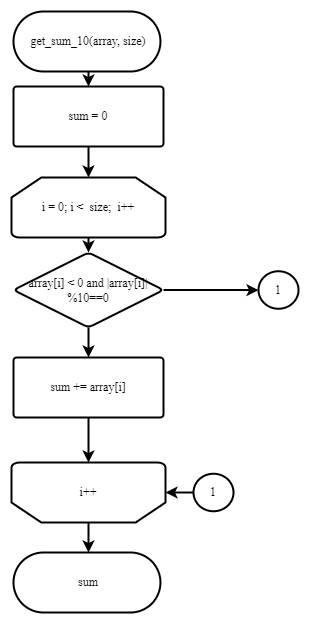 get_sum_10(array, size)
sum = 0
i = 0; i < size; i++
array[i] < 0 and |array[i]|
%10==0
1
sum += array[i]
i++
1
sum